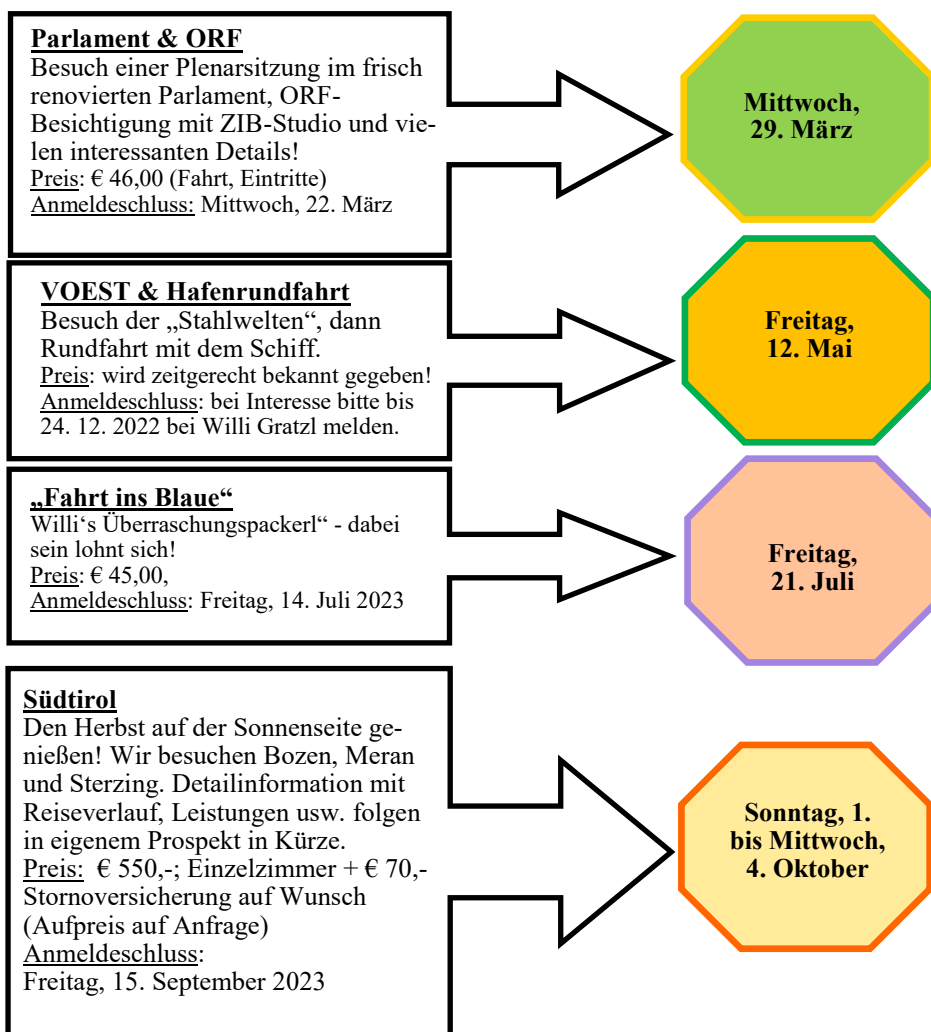 Parlament & ORF
Besuch einer Plenarsitzung im frisch
renovierten Parlament, ORF-
Besichtigung mit ZIB-Studio und vie-
len interessanten Details!
Preis: € 46,00 (Fahrt, Eintritte)
Anmeldeschluss: Mittwoch, 22. März
Mittwoch,
29. März
VOEST & Hafenrundfahrt
Besuch der „Stahlwelten“, dann
Rundfahrt mit dem Schiff.
Preis: wird zeitgerecht bekannt gegeben!
Anmeldeschluss: bei Interesse bitte bis
24. 12. 2022 bei Willi Gratzl melden.
Freitag,
12. Mai
„Fahrt ins Blaue“
Willi‘s Überraschungspackerl“ - dabei
sein lohnt sich!
Preis: € 45,00,
Anmeldeschluss: Freitag, 14. Juli 2023
Freitag,
21. Juli
Südtirol
Den Herbst auf der Sonnenseite ge-
nießen! Wir besuchen Bozen, Meran
und Sterzing. Detailinformation mit
Reiseverlauf, Leistungen usw. folgen
in eigenem Prospekt in Kürze.
Preis: € 550,-; Einzelzimmer + € 70,-
Stornoversicherung auf Wunsch
(Aufpreis auf Anfrage)
Anmeldeschluss:
Freitag, 15. September 2023
Sonntag, 1.
bis Mittwoch,
4. Oktober